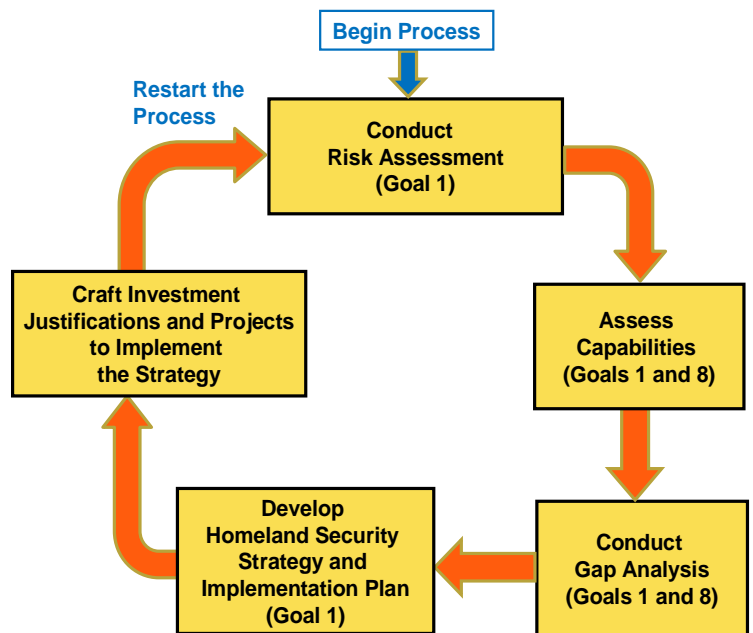 Begin Process
Restart the
Process
Conduct
Risk Assessment
(Goal 1)
Assess
Capabilities
(Goals 1 and 8)
Conduct
Gap Analysis
(Goals 1 and 8)
Develop
Homeland Security
Strategy and
Implementation Plan
(Goal 1)
Craft Investment
Justifications and Projects
to Implement
the Strategy